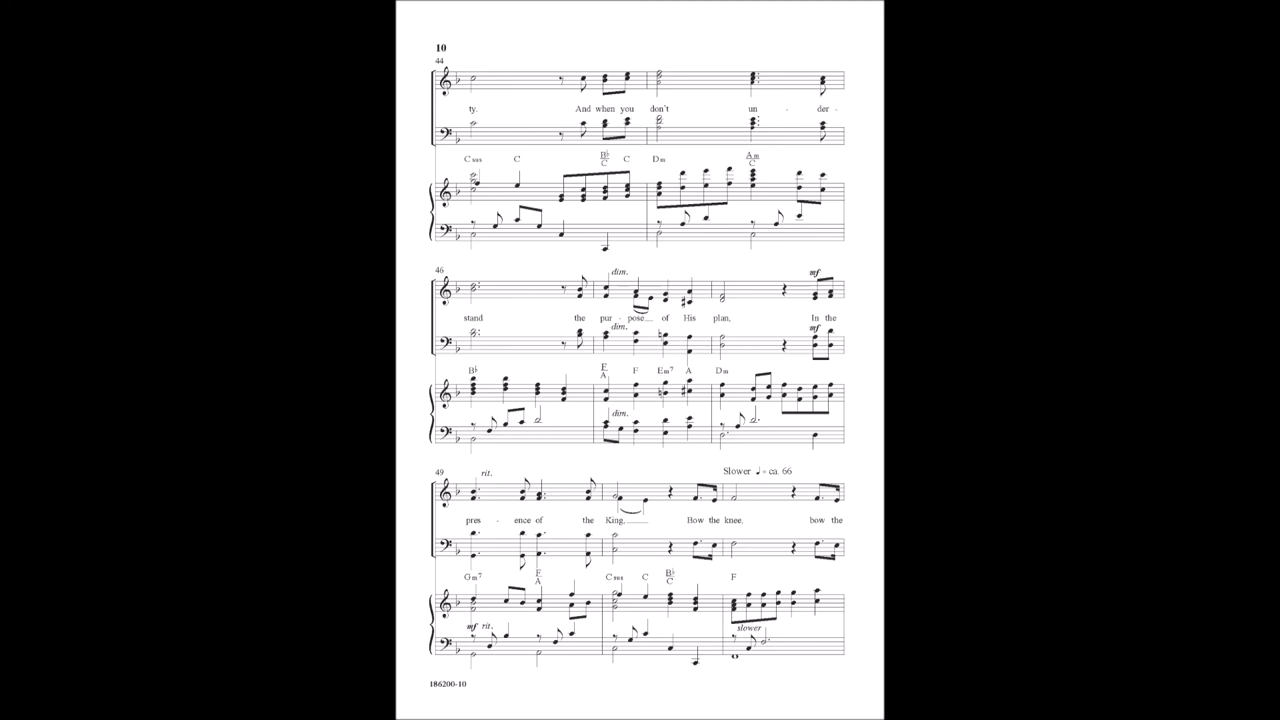 10
44
ty. And when you don't un - der -
C sus C B♭/C C Dm Am/C
46
dim. mf
stand the pur - pose of His plan, In the
dim. mf
B♭ F/A F Em7 A Dm
dim.
49 rit. Slower ♩ = ca. 66
pres - ence of the King, Bow the knee, bow the
Gm7 F/A C sus C B♭/C F
mf rit. slower
186200-10